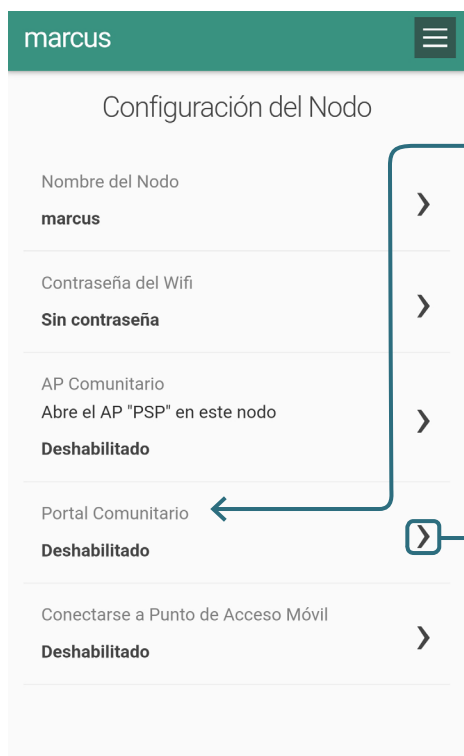 marcus
Configuración del Nodo
Nombre del Nodo
marcus
Contraseña del Wifi
Sin contraseña
AP Comunitario
Abre el AP "PSP" en este nodo
Deshabilitado
Portal Comunitario
Deshabilitado
Conectarse a Punto de Acceso Móvil
Deshabilitado